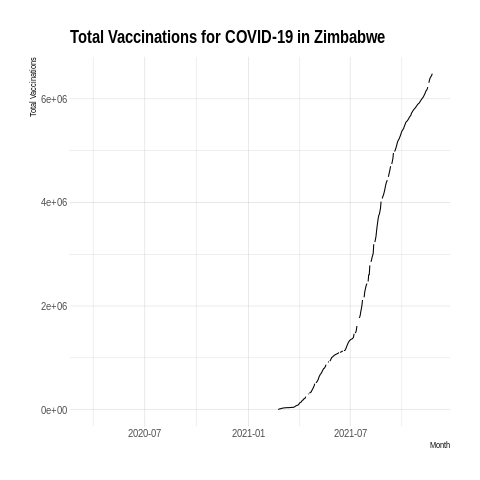 Total Vaccinations for COVID-19 in Zimbabwe
Total Vaccinations
6e+06
4e+06
2e+06
0e+00
2020-07 2021-01 2021-07
Month